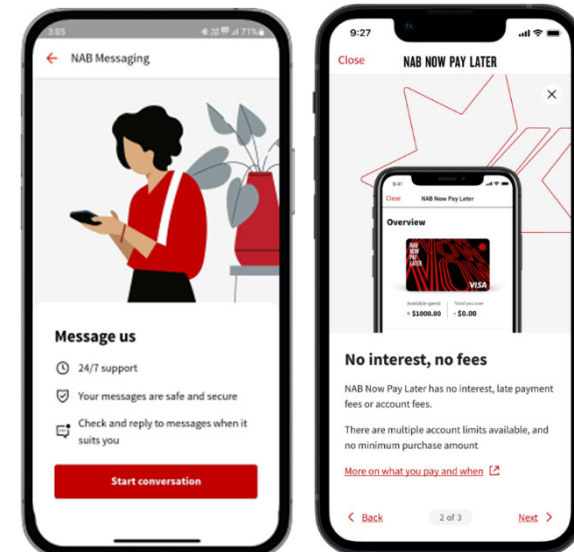 3:05
71%
NAB Messaging
Message us
24/7 support
Your messages are safe and secure
Check and reply to messages when it
suits you
Start conversation
9:27
Close
NAB NOW PAY LATER
9:41
Close
NAB Now Pay Later
Overview
NAB
NOW
PAY
LATER
VISA
Available spend
Total you owe
+ $1000.00
- $0.00
No interest, no fees
NAB Now Pay Later has no interest, late payment
fees or account fees.
There are multiple account limits available, and
no minimum purchase amount
More on what you pay and when
Back
2 of 3
Next